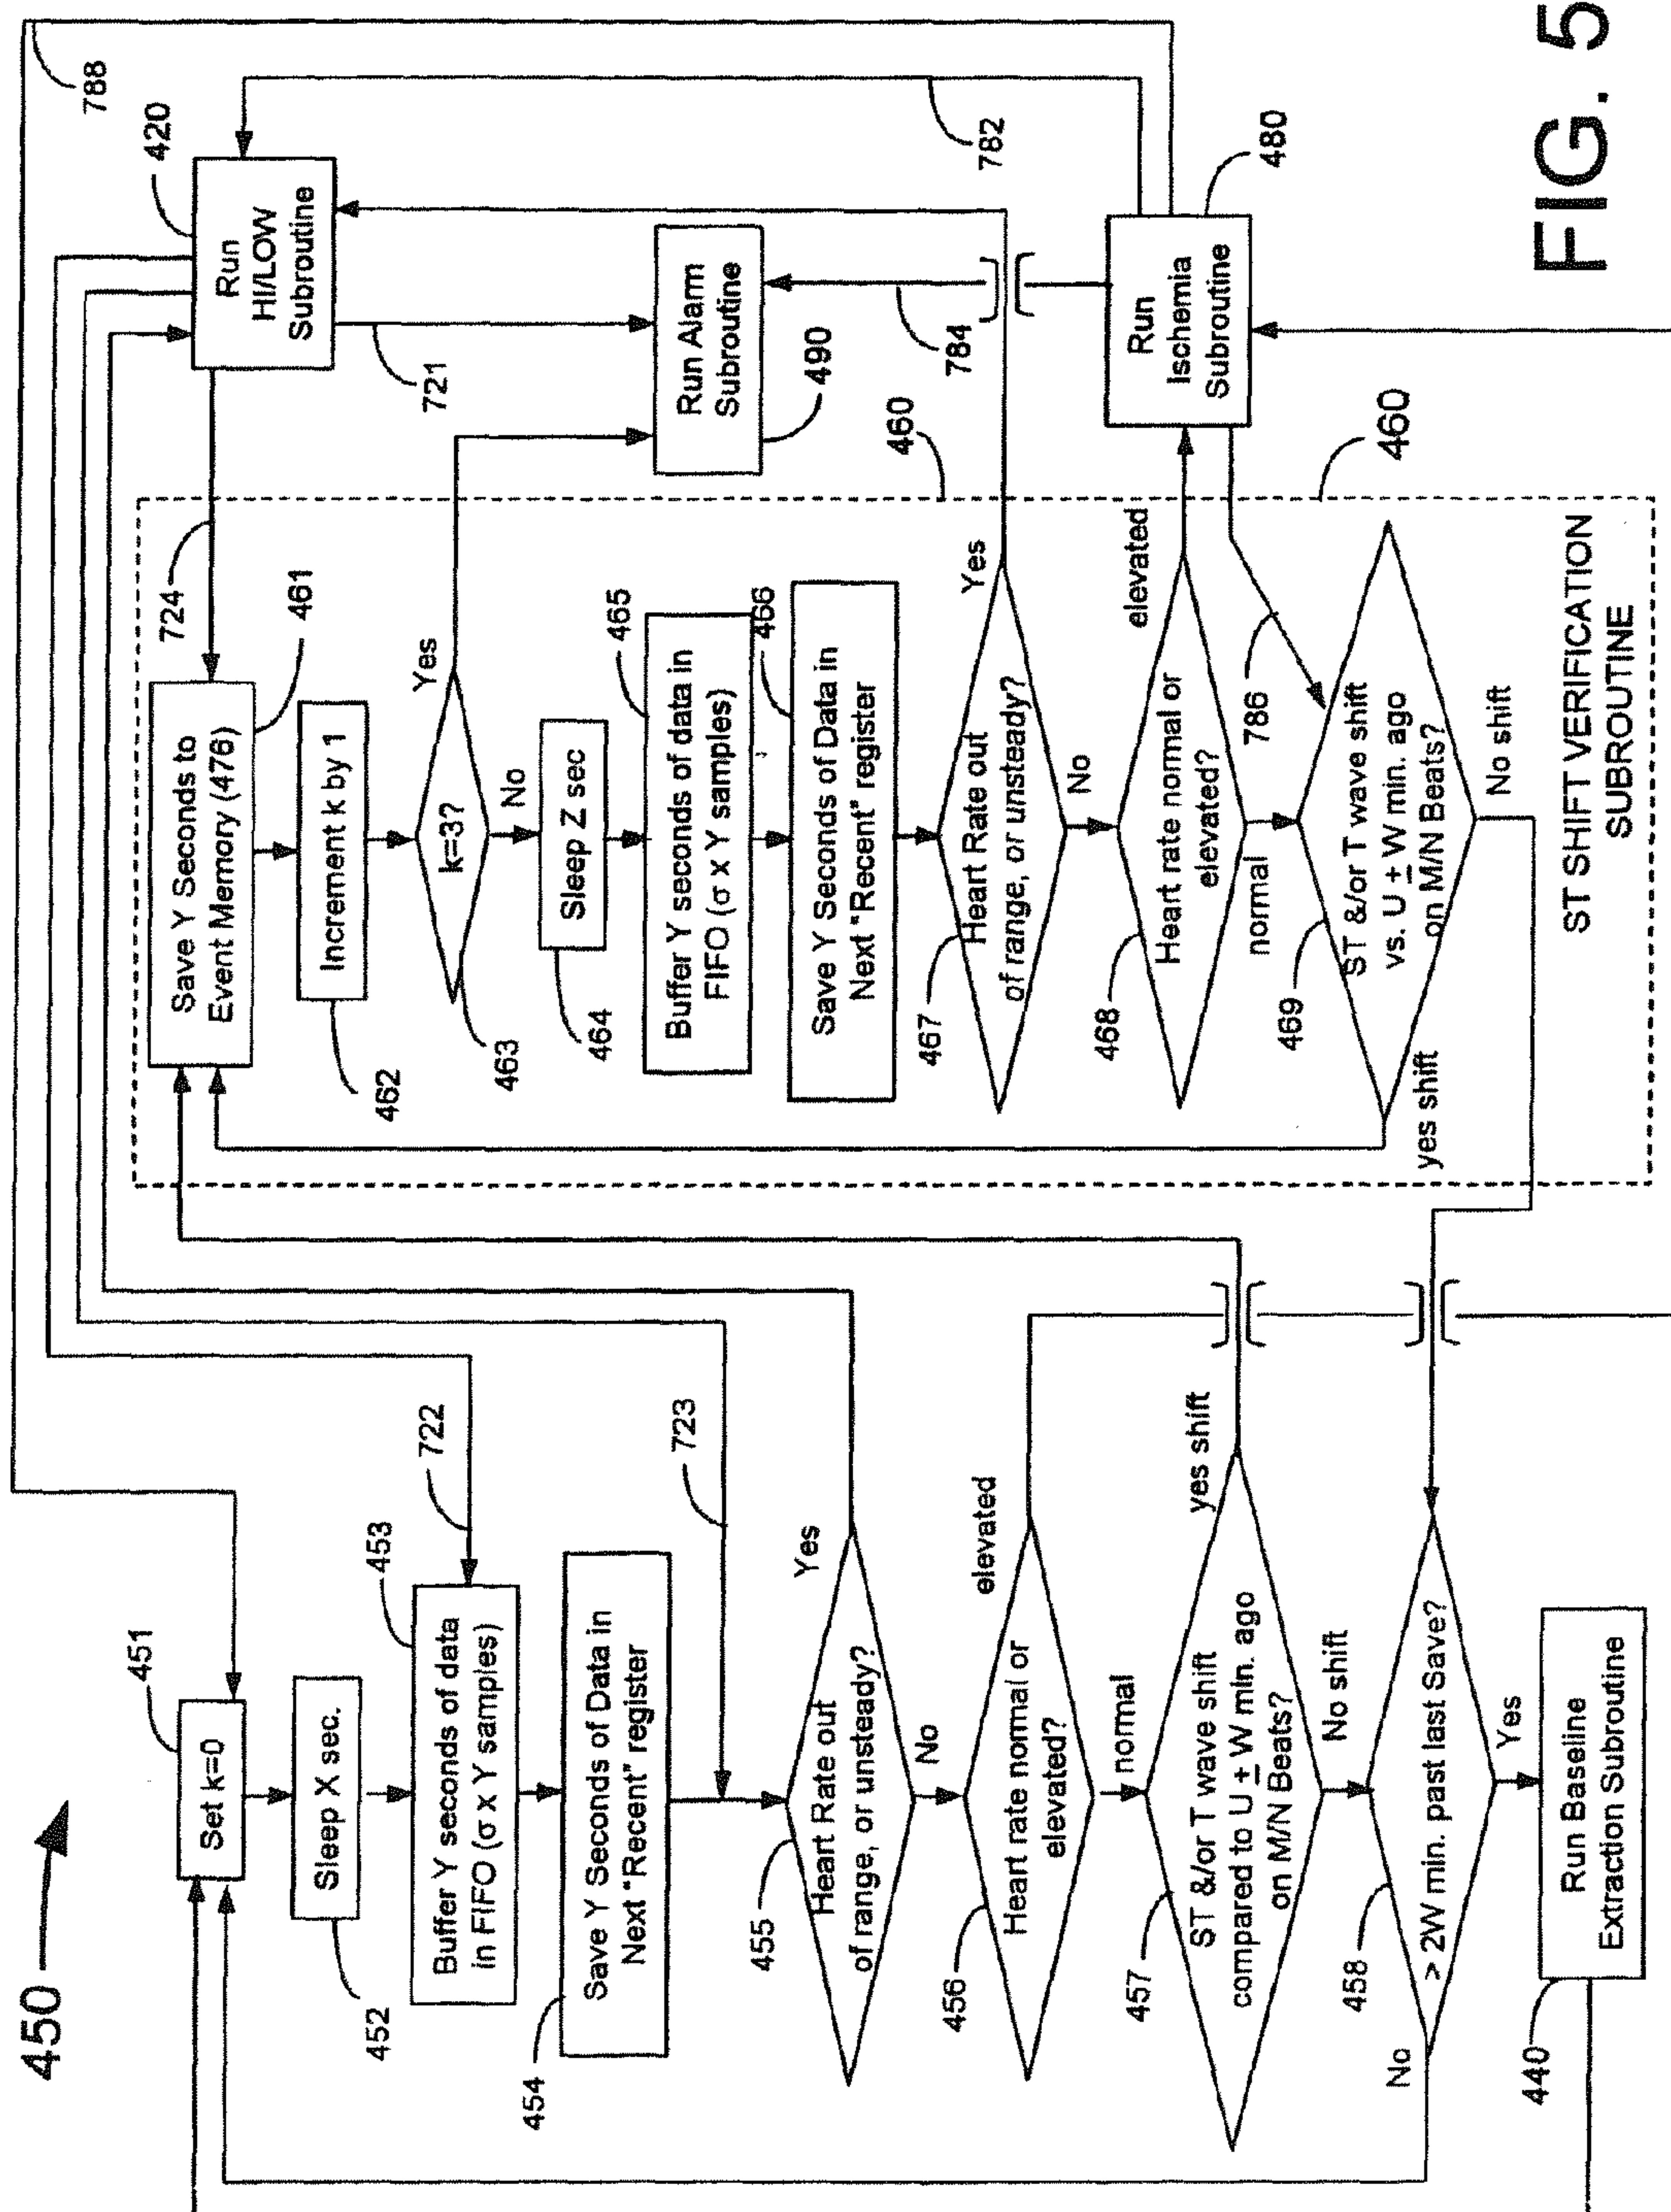 450
451
Set k=0
Sleep X sec.
452
453
Buffer Y seconds of data
in FIFO (σ x Y samples)
722
Save Y Seconds of Data in
Next "Recent" register
454
723
455
Heart Rate out
of range, or unsteady?
Yes
No
456
Heart rate normal or
elevated?
elevated
normal
457
ST &/or T wave shift
compared to U + W min. ago
on M/N Beats?
yes shift
No shift
458
> 2W min. past last Save?
No
Yes
440
Run Baseline
Extraction Subroutine
724
Save Y Seconds to
Event Memory (476)
461
Increment k by 1
462
k=3?
463
Yes
No
Sleep Z sec
464
465
Buffer Y seconds of data in
FIFO (σ x Y samples)
466
Save Y Seconds of Data in
Next "Recent" register
467
Heart Rate out
of range, or unsteady?
Yes
No
468
Heart rate normal or
elevated?
elevated
normal
786
469
ST &/or T wave shift
vs. U + W min. ago
on M/N Beats?
yes shift
No shift
ST SHIFT VERIFICATION
SUBROUTINE
460
460
788
420
Run
HI/LOW
Subroutine
721
Run Alarm
Subroutine
490
784
782
Run
Ischemia
Subroutine
480
FIG. 5